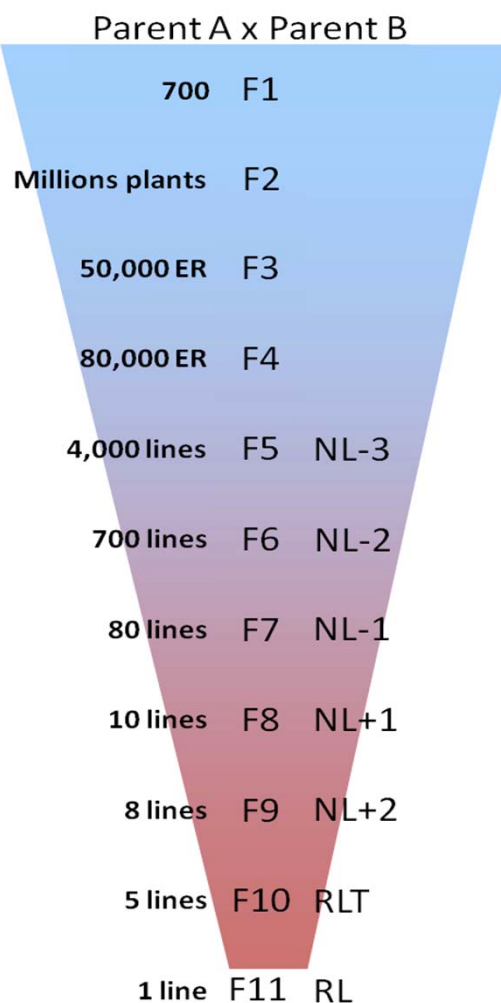 Parent A x Parent B
700 F1
Millions plants F2
50,000 ER F3
80,000 ER F4
4,000 lines F5 NL-3
700 lines F6 NL-2
80 lines F7 NL-1
10 lines F8 NL+1
8 lines F9 NL+2
5 lines F10 RLT
1 line F11 RL